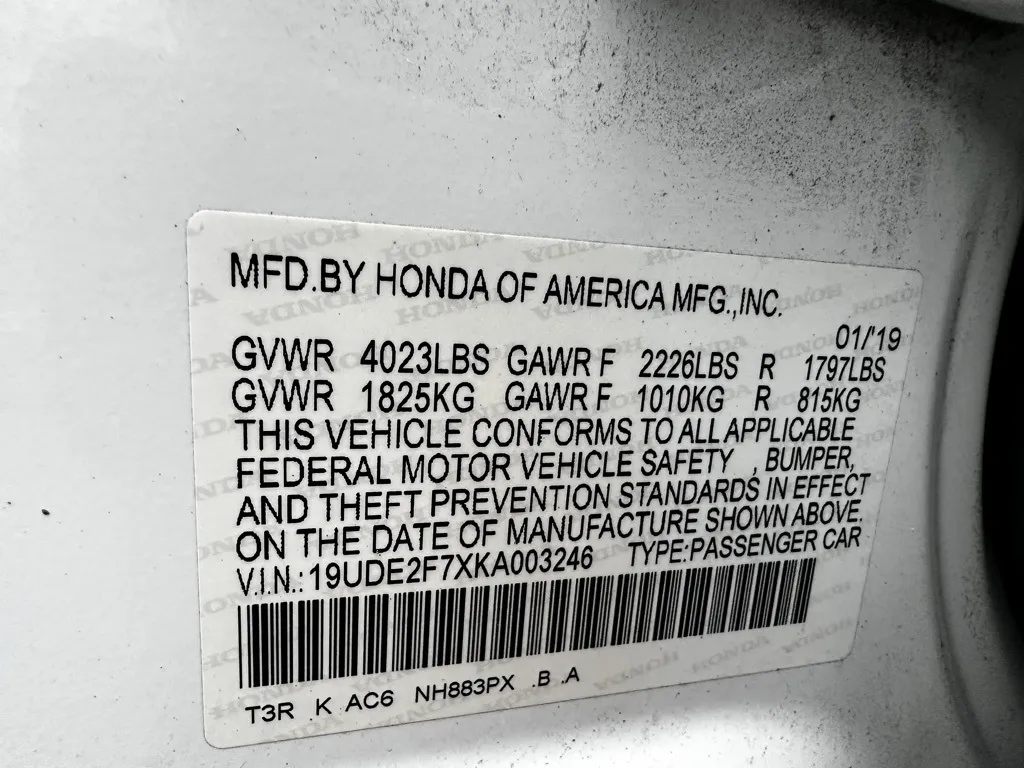 MFD.BY HONDA OF AMERICA MFG.,INC.
01/'19
GVWR 4023LBS GAWR F 2226LBS R 1797LBS
GVWR 1825KG GAWR F 1010KG R 815KG
THIS VEHICLE CONFORMS TO ALL APPLICABLE
FEDERAL MOTOR VEHICLE SAFETY , BUMPER,
AND THEFT PREVENTION STANDARDS IN EFFECT
ON THE DATE OF MANUFACTURE SHOWN ABOVE.
V.I.N.: 19UDE2F7XKA003246 TYPE:PASSENGER CAR
T3R K AC6 NH883PX .B .A